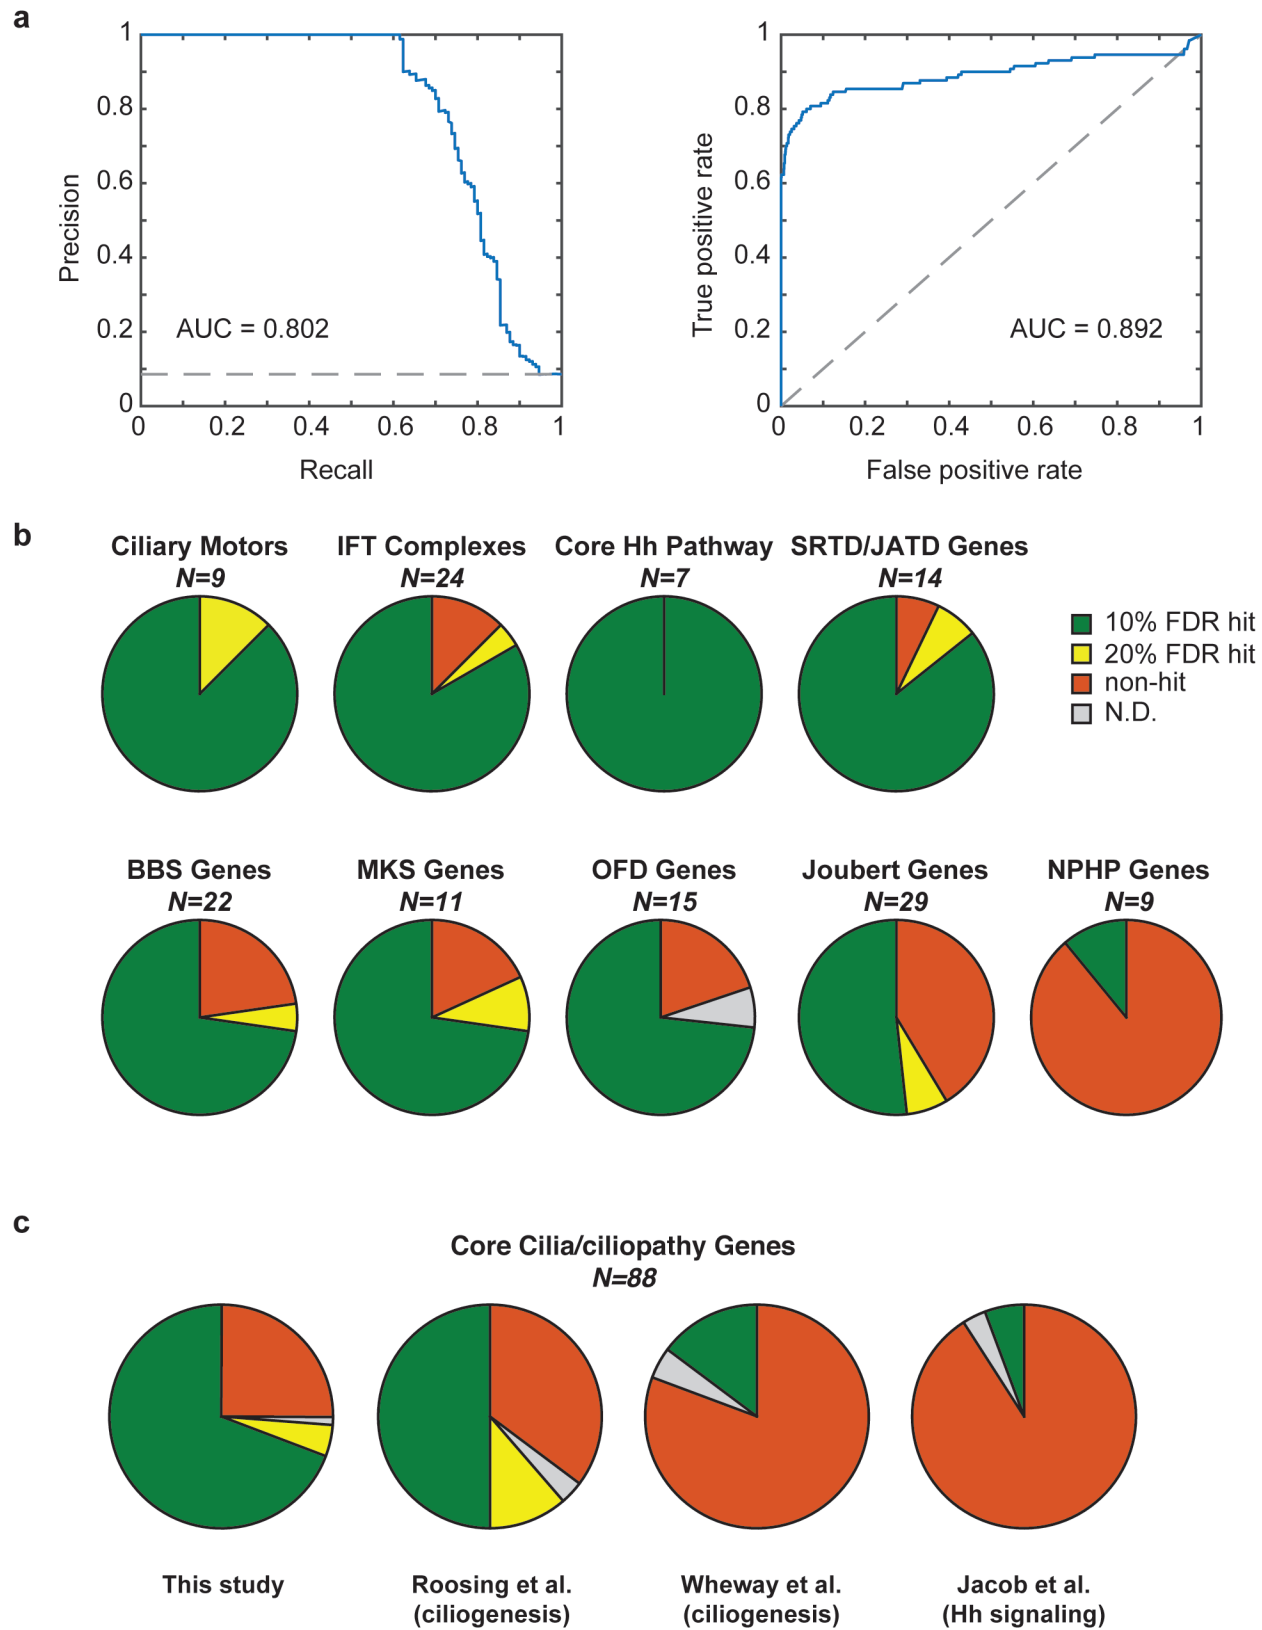 a
1
0.8
0.6
0.4
0.2
0
Precision
AUC = 0.802
0 0.2 0.4 0.6 0.8 1
Recall
1
0.8
0.6
0.4
0.2
0
True positive rate
AUC = 0.892
0 0.2 0.4 0.6 0.8 1
False positive rate
b
Ciliary Motors
N=9
IFT Complexes
N=24
Core Hh Pathway
N=7
SRTD/JATD Genes
N=14
10% FDR hit
20% FDR hit
non-hit
N.D.
BBS Genes
N=22
MKS Genes
N=11
OFD Genes
N=15
Joubert Genes
N=29
NPHP Genes
N=9
c
Core Cilia/ciliopathy Genes
N=88
This study
Roosing et al.
(ciliogenesis)
Wheway et al.
(ciliogenesis)
Jacob et al.
(Hh signaling)